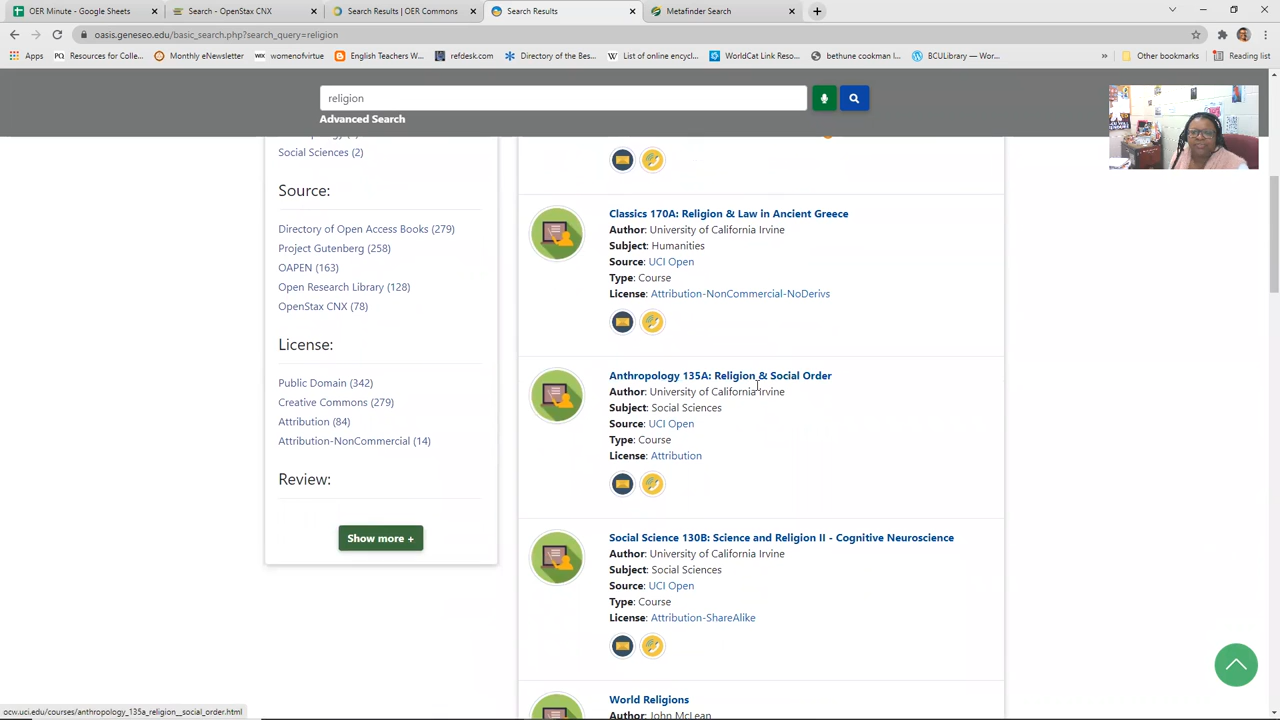 OER Minute - Google Sheets
Search - OpenStax CNX
Search Results | OER Commons
Search Results
Metafinder Search
oasis.geneseo.edu/basic_search.php?search_query=religion
Apps
Resources for Colle...
Monthly eNewsletter
womenofvirtue
English Teachers W...
refdesk.com
Directory of the Bes...
List of online encycl...
WorldCat Link Reso...
bethune cookman l...
BCULibrary — Wor...
Other bookmarks
Reading list
religion
Advanced Search
Social Sciences (2)
Source:
Directory of Open Access Books (279)
Project Gutenberg (258)
OAPEN (163)
Open Research Library (128)
OpenStax CNX (78)
License:
Public Domain (342)
Creative Commons (279)
Attribution (84)
Attribution-NonCommercial (14)
Review:
Show more +
Classics 170A: Religion & Law in Ancient Greece
Author: University of California Irvine
Subject: Humanities
Source: UCI Open
Type: Course
License: Attribution-NonCommercial-NoDerivs
Anthropology 135A: Religion & Social Order
Author: University of California Irvine
Subject: Social Sciences
Source: UCI Open
Type: Course
License: Attribution
Social Science 130B: Science and Religion II - Cognitive Neuroscience
Author: University of California Irvine
Subject: Social Sciences
Source: UCI Open
Type: Course
License: Attribution-ShareAlike
World Religions
Author: John McLean
ocw.uci.edu/courses/anthropology_135a_religion__social_order.html